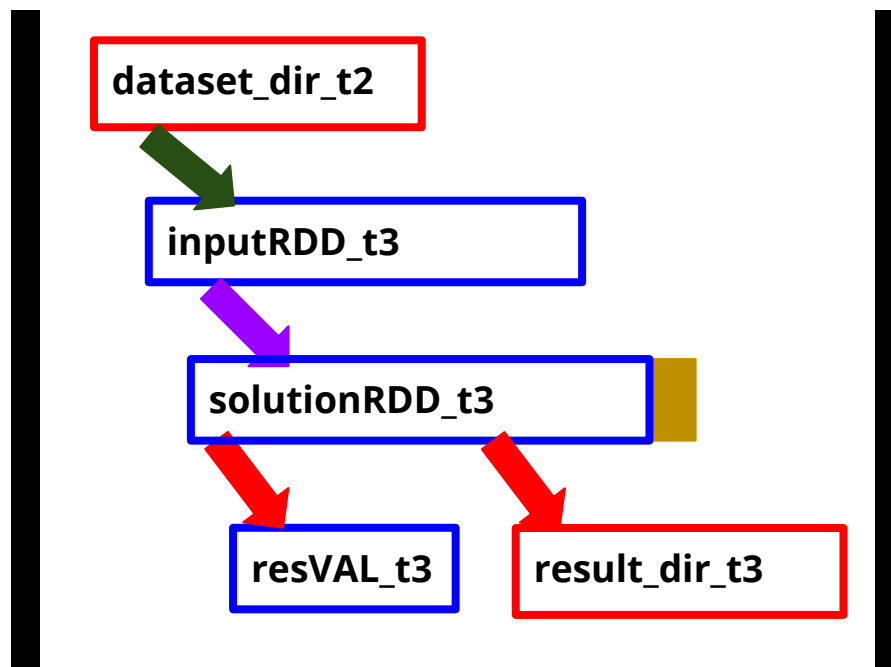 dataset_dir_t2
inputRDD_t3
solutionRDD_t3
resVAL_t3
result_dir_t3